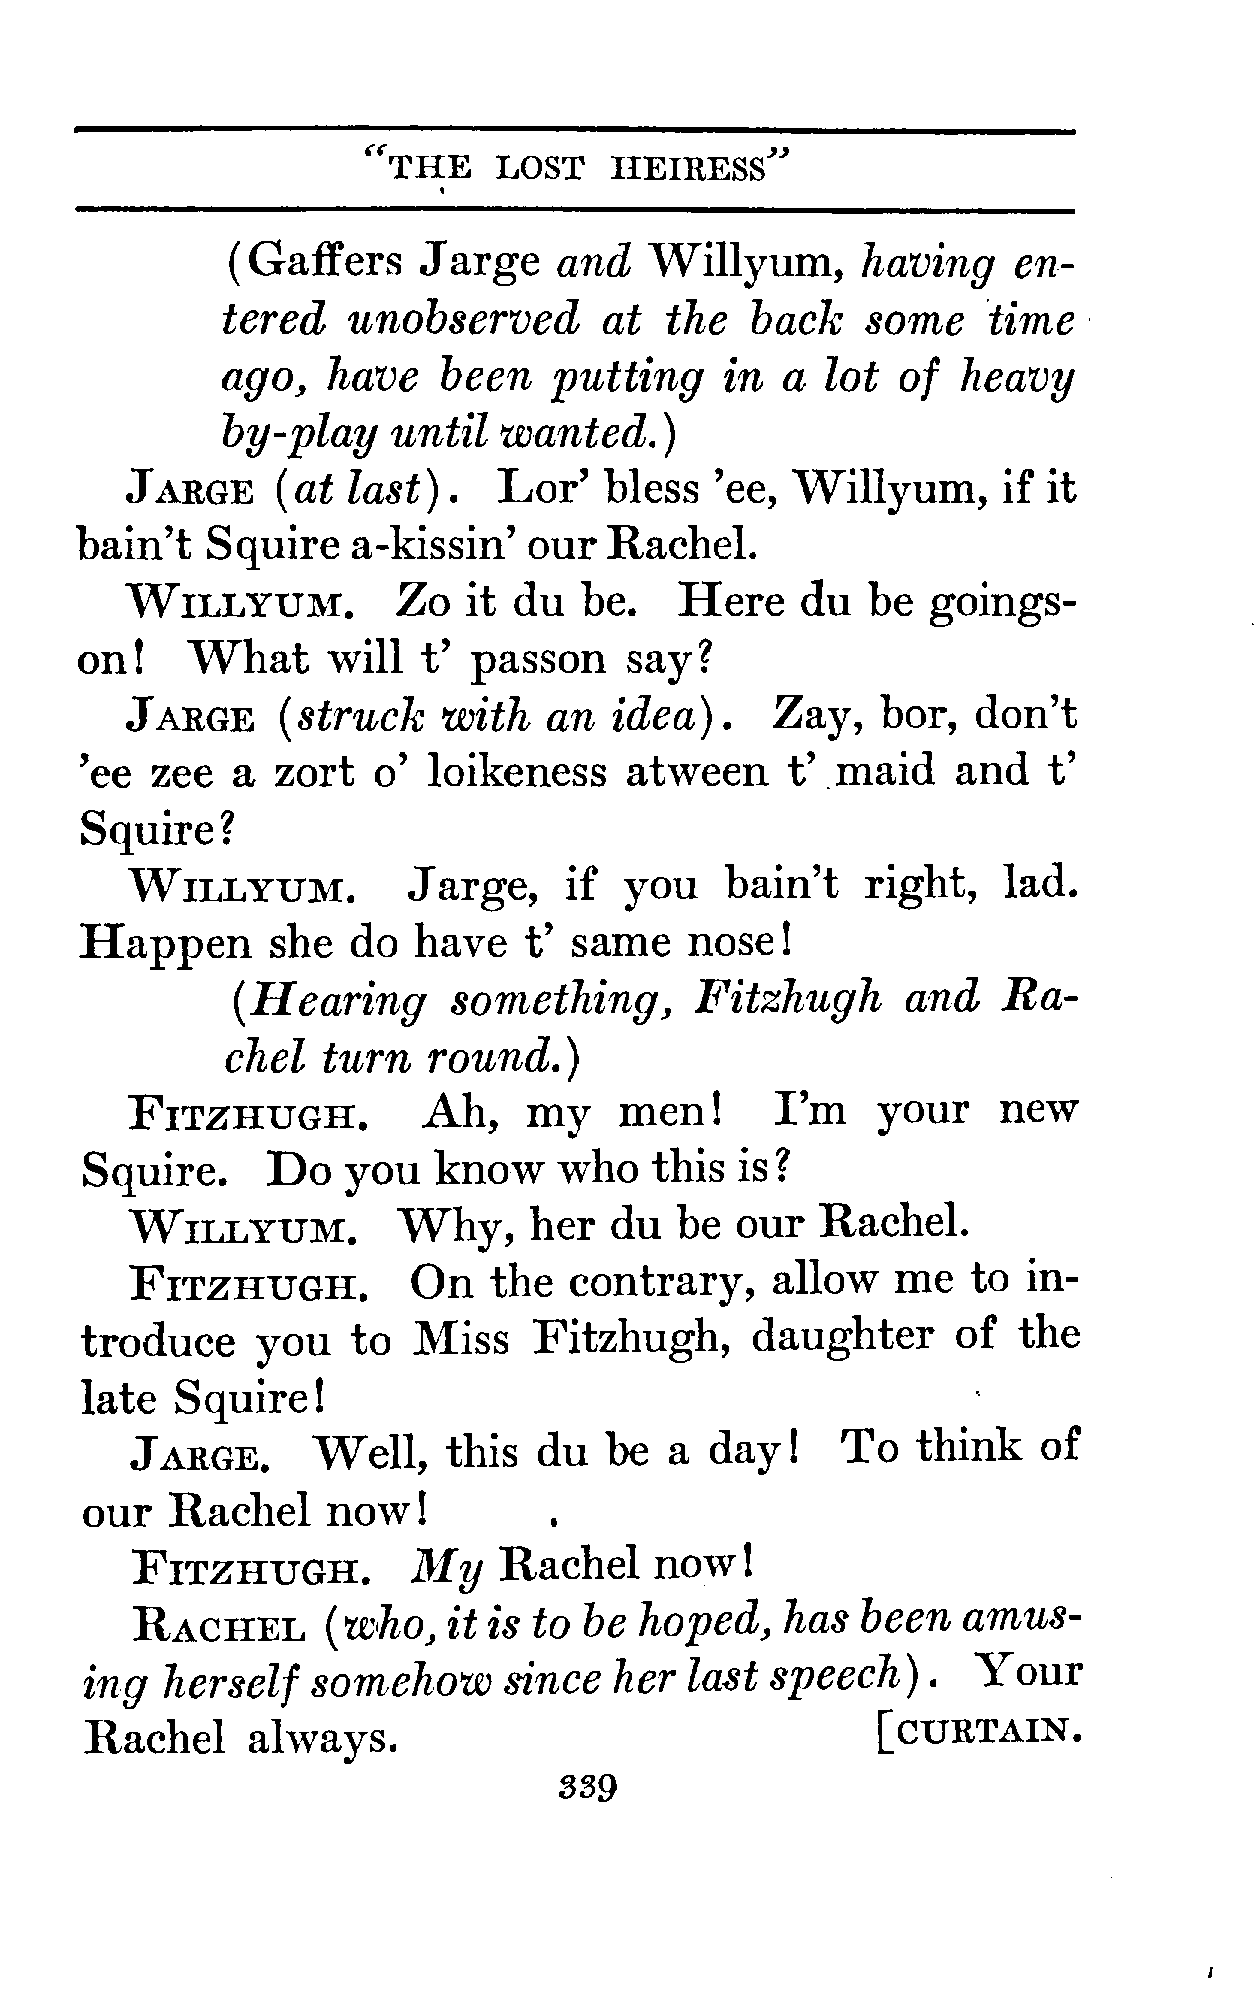 "THE LOST HEIRESS"
(Gaffers Jarge and Willyum, having en-
tered unobserved at the back some time
ago, have been putting in a lot of heavy
by-play until wanted.)
JARGE (at last). Lor' bless 'ee, Willyum, if it
bain't Squire a-kissin' our Rachel.
WILLYUM. Zo it du be. Here du be goings-
on! What will t' passon say?
JARGE (struck with an idea). Zay, bor, don't
'ee zee a zort o' loikeness atween t' maid and t'
Squire?
WILLYUM. Jarge, if you bain't right, lad.
Happen she do have t' same nose!
(Hearing something, Fitzhugh and Ra-
chel turn round.)
FITZHUGH. Ah, my men! I'm your new
Squire. Do you know who this is?
WILLYUM. Why, her du be our Rachel.
FITZHUGH. On the contrary, allow me to in-
troduce you to Miss Fitzhugh, daughter of the
late Squire!
JARGE. Well, this du be a day! To think of
our Rachel now!
FITZHUGH. My Rachel now!
RACHEL (who, it is to be hoped, has been amus-
ing herself somehow since her last speech). Your
Rachel always. [CURTAIN.
339